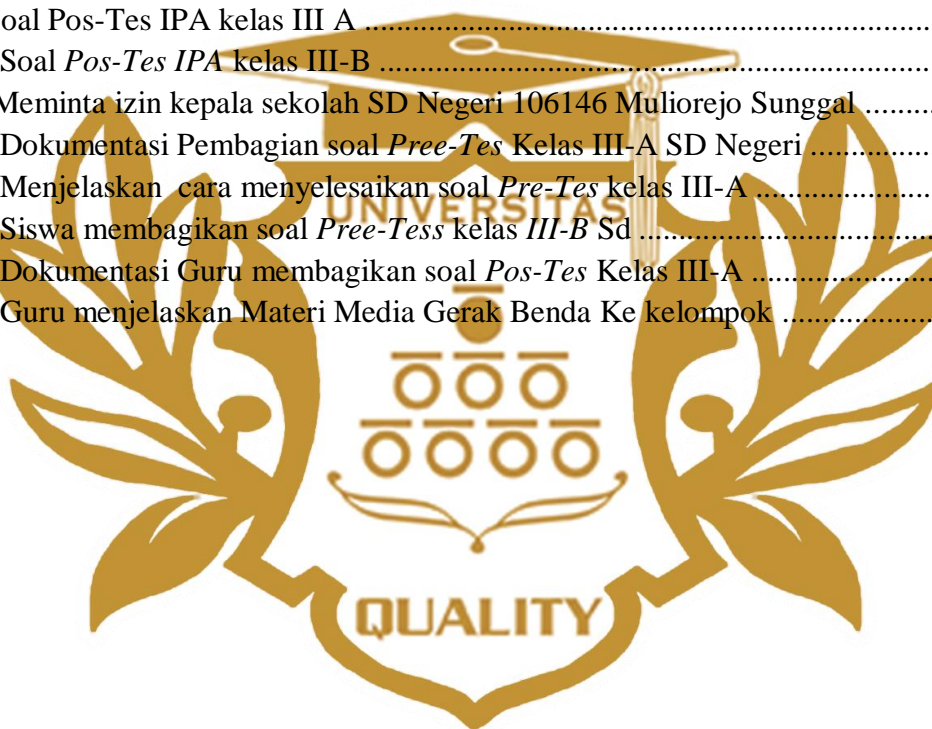 oal Pos-Tes IPA kelas III A ........................................................................
Soal Pos-Tes IPA kelas III-B ......................................................................
Meminta izin kepala sekolah SD Negeri 106146 Muliorejo Sunggal ..........
Dokumentasi Pembagian soal Pree-Tes Kelas III-A SD Negeri ...............
Menjelaskan cara menyelesaikan soal Pre-Tes kelas III-A ......................
UNIVERSITAS
Siswa membagikan soal Pree-Tess kelas III-B Sd .....................................
Dokumentasi Guru membagikan soal Pos-Tes Kelas III-A ......................
Guru menjelaskan Materi Media Gerak Benda Ke kelompok ...................
QUALITY